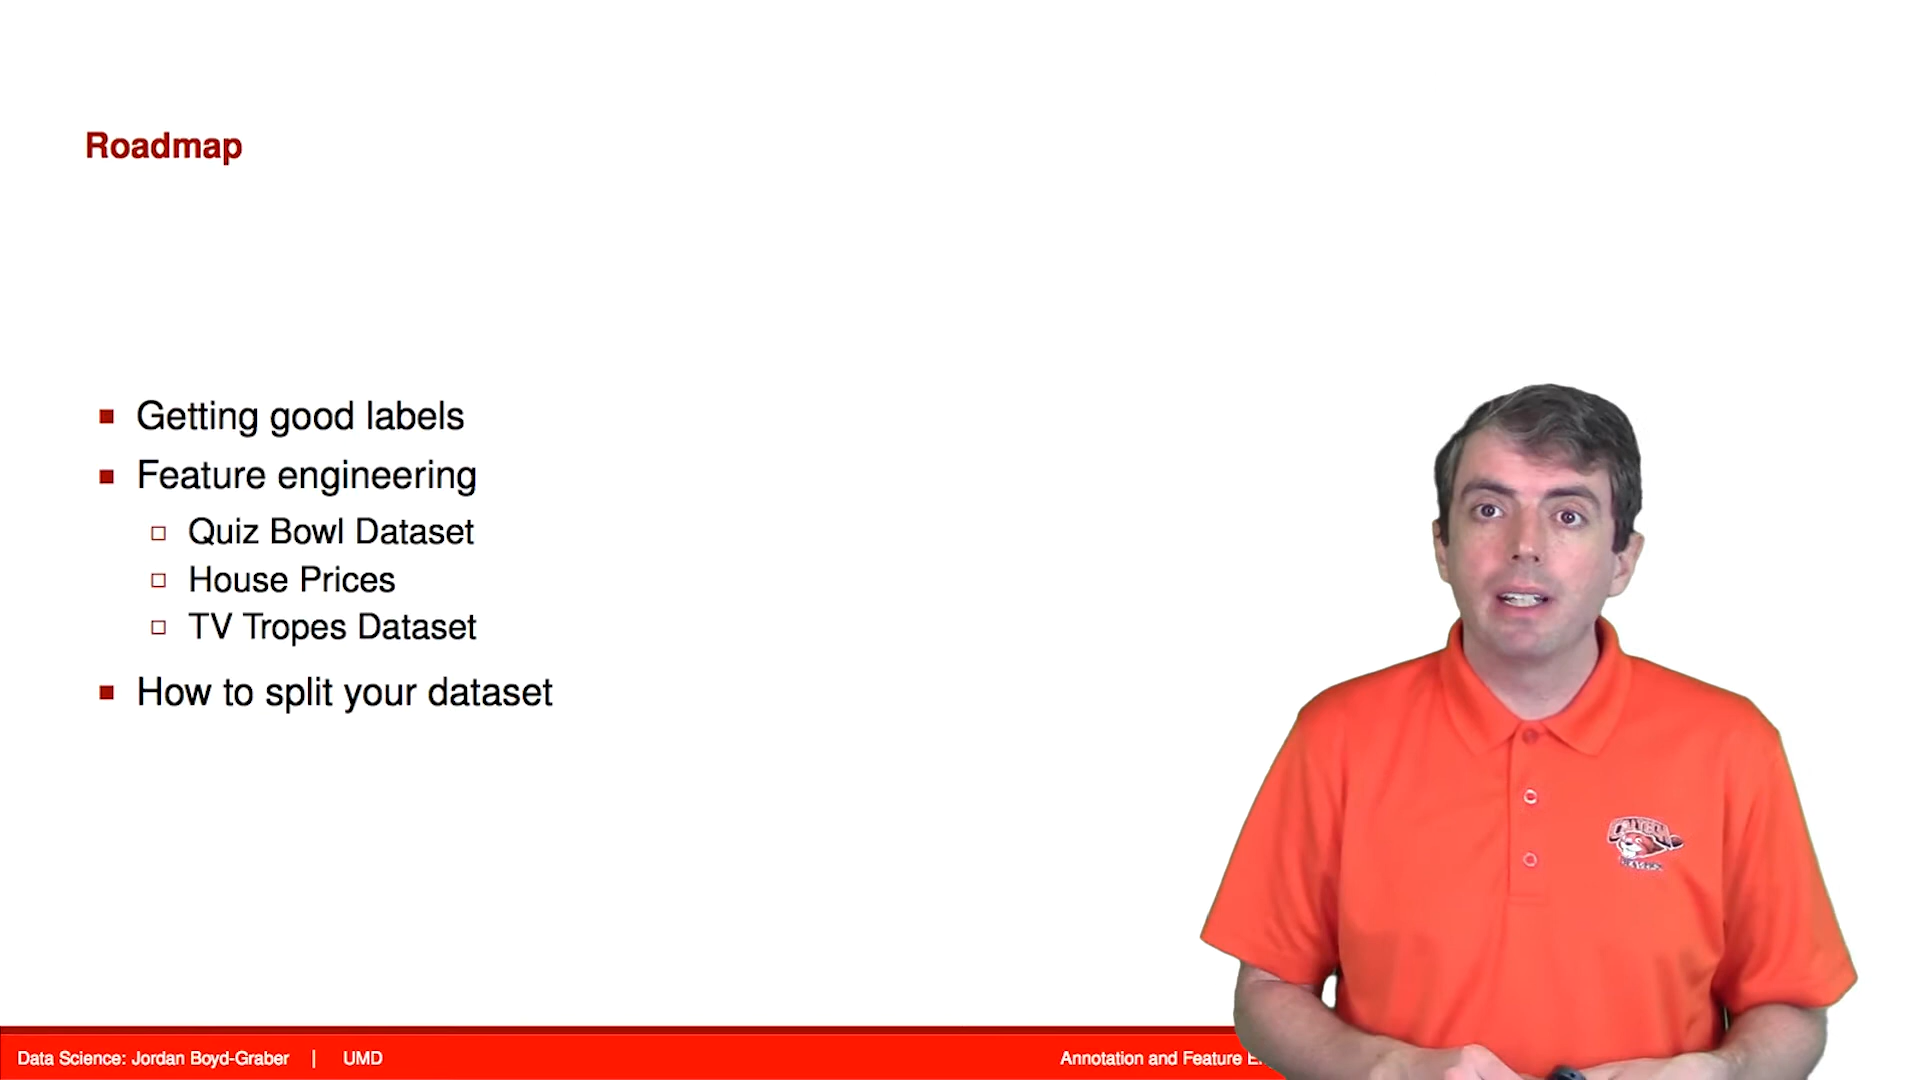 Roadmap
Getting good labels
Feature engineering
Quiz Bowl Dataset
House Prices
TV Tropes Dataset
How to split your dataset
Data Science: Jordan Boyd-Graber | UMD
Annotation and Feature
CALTECH